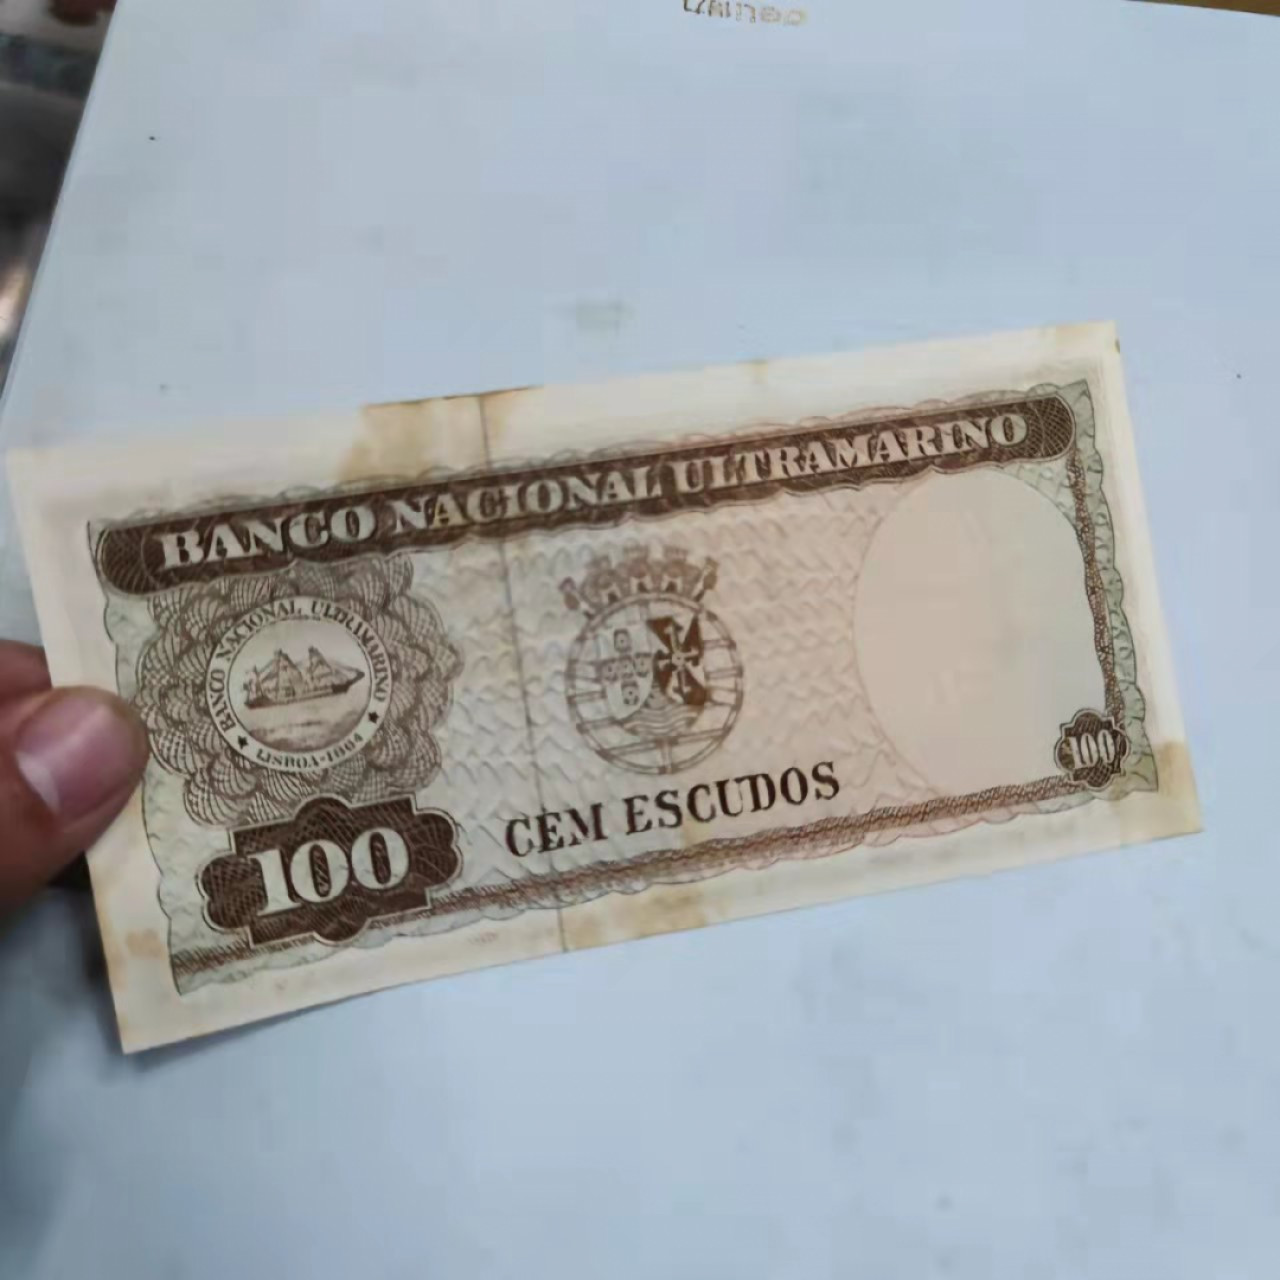 BANCO NACIONAL ULTRAMARINO
BANCO NACIONAL ULTRAMARINO
LISBOA-1864
100
CEM ESCUDOS
100